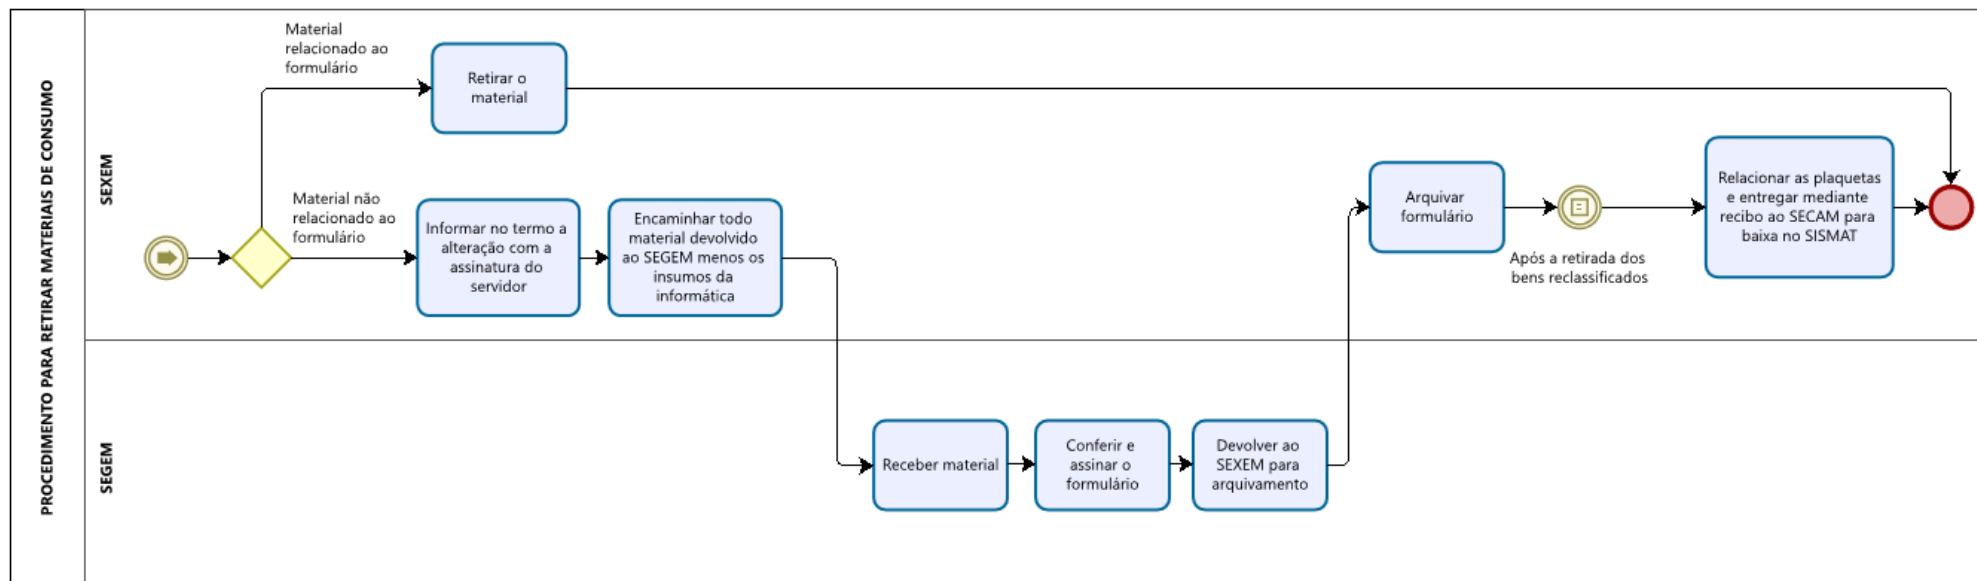 PROCEDIMENTO PARA RETIRAR MATERIAIS DE CONSUMO
SEXEM
Material
relacionado ao
formulário
Retirar o
material
Material não
relacionado ao
formulário
Informar no termo a
alteração com a
assinatura do
servidor
Encaminhar todo
material devolvido
ao SEGEM menos os
insumos da
informática
Arquivar
formulário
Após a retirada dos
bens reclassificados
Relacionar as plaquetas
e entregar mediante
recibo ao SECAM para
baixa no SISMAT
SEGEM
Receber material
Conferir e
assinar o
formulário
Devolver ao
SEXEM para
arquivamento